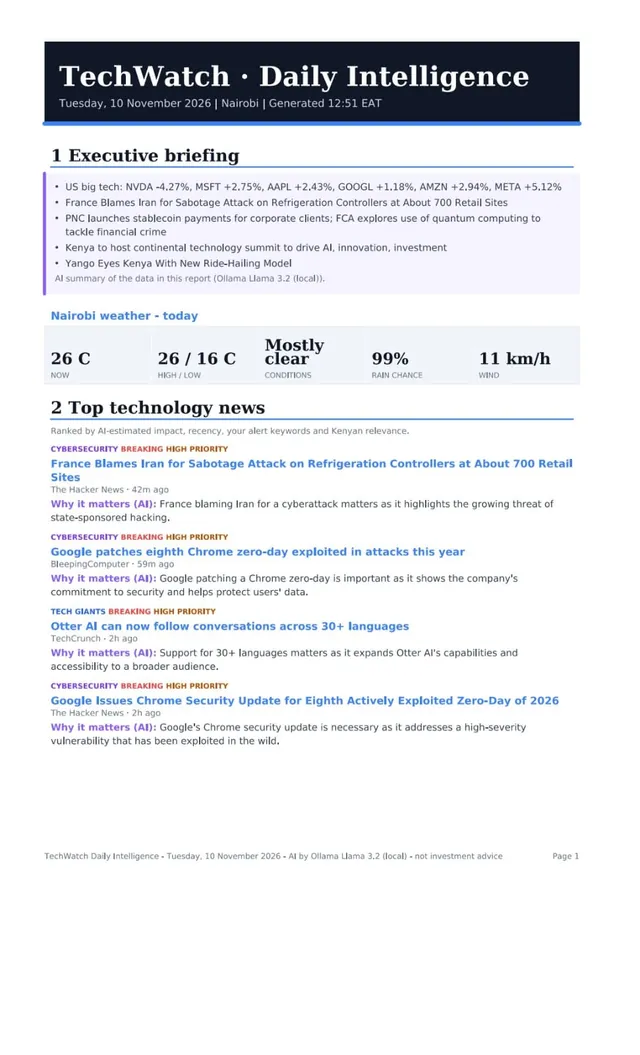 TechWatch · Daily Intelligence
Tuesday, 10 November 2026 | Nairobi | Generated 12:51 EAT
1 Executive briefing
• US big tech: NVDA -4.27%, MSFT +2.75%, AAPL +2.43%, GOOGL +1.18%, AMZN +2.94%, META +5.12%
• France Blames Iran for Sabotage Attack on Refrigeration Controllers at About 700 Retail Sites
• PNC launches stablecoin payments for corporate clients; FCA explores use of quantum computing to
tackle financial crime
• Kenya to host continental technology summit to drive AI, innovation, investment
• Yango Eyes Kenya With New Ride-Hailing Model
AI summary of the data in this report (Ollama Llama 3.2 (local)).
Nairobi weather - today
26 C
NOW
26 / 16 C
HIGH / LOW
Mostly
clear
CONDITIONS
99%
RAIN CHANCE
11 km/h
WIND
2 Top technology news
Ranked by AI-estimated impact, recency, your alert keywords and Kenyan relevance.
CYBERSECURITY BREAKING HIGH PRIORITY
France Blames Iran for Sabotage Attack on Refrigeration Controllers at About 700 Retail
Sites
The Hacker News · 42m ago
Why it matters (AI): France blaming Iran for a cyberattack matters as it highlights the growing threat of
state-sponsored hacking.
CYBERSECURITY BREAKING HIGH PRIORITY
Google patches eighth Chrome zero-day exploited in attacks this year
BleepingComputer · 59m ago
Why it matters (AI): Google patching a Chrome zero-day is important as it shows the company's
commitment to security and helps protect users' data.
TECH GIANTS BREAKING HIGH PRIORITY
Otter AI can now follow conversations across 30+ languages
TechCrunch · 2h ago
Why it matters (AI): Support for 30+ languages matters as it expands Otter AI's capabilities and
accessibility to a broader audience.
CYBERSECURITY BREAKING HIGH PRIORITY
Google Issues Chrome Security Update for Eighth Actively Exploited Zero-Day of 2026
The Hacker News · 2h ago
Why it matters (AI): Google's Chrome security update is necessary as it addresses a high-severity
vulnerability that has been exploited in the wild.
TechWatch Daily Intelligence - Tuesday, 10 November 2026 - AI by Ollama Llama 3.2 (local) - not investment advice
Page 1